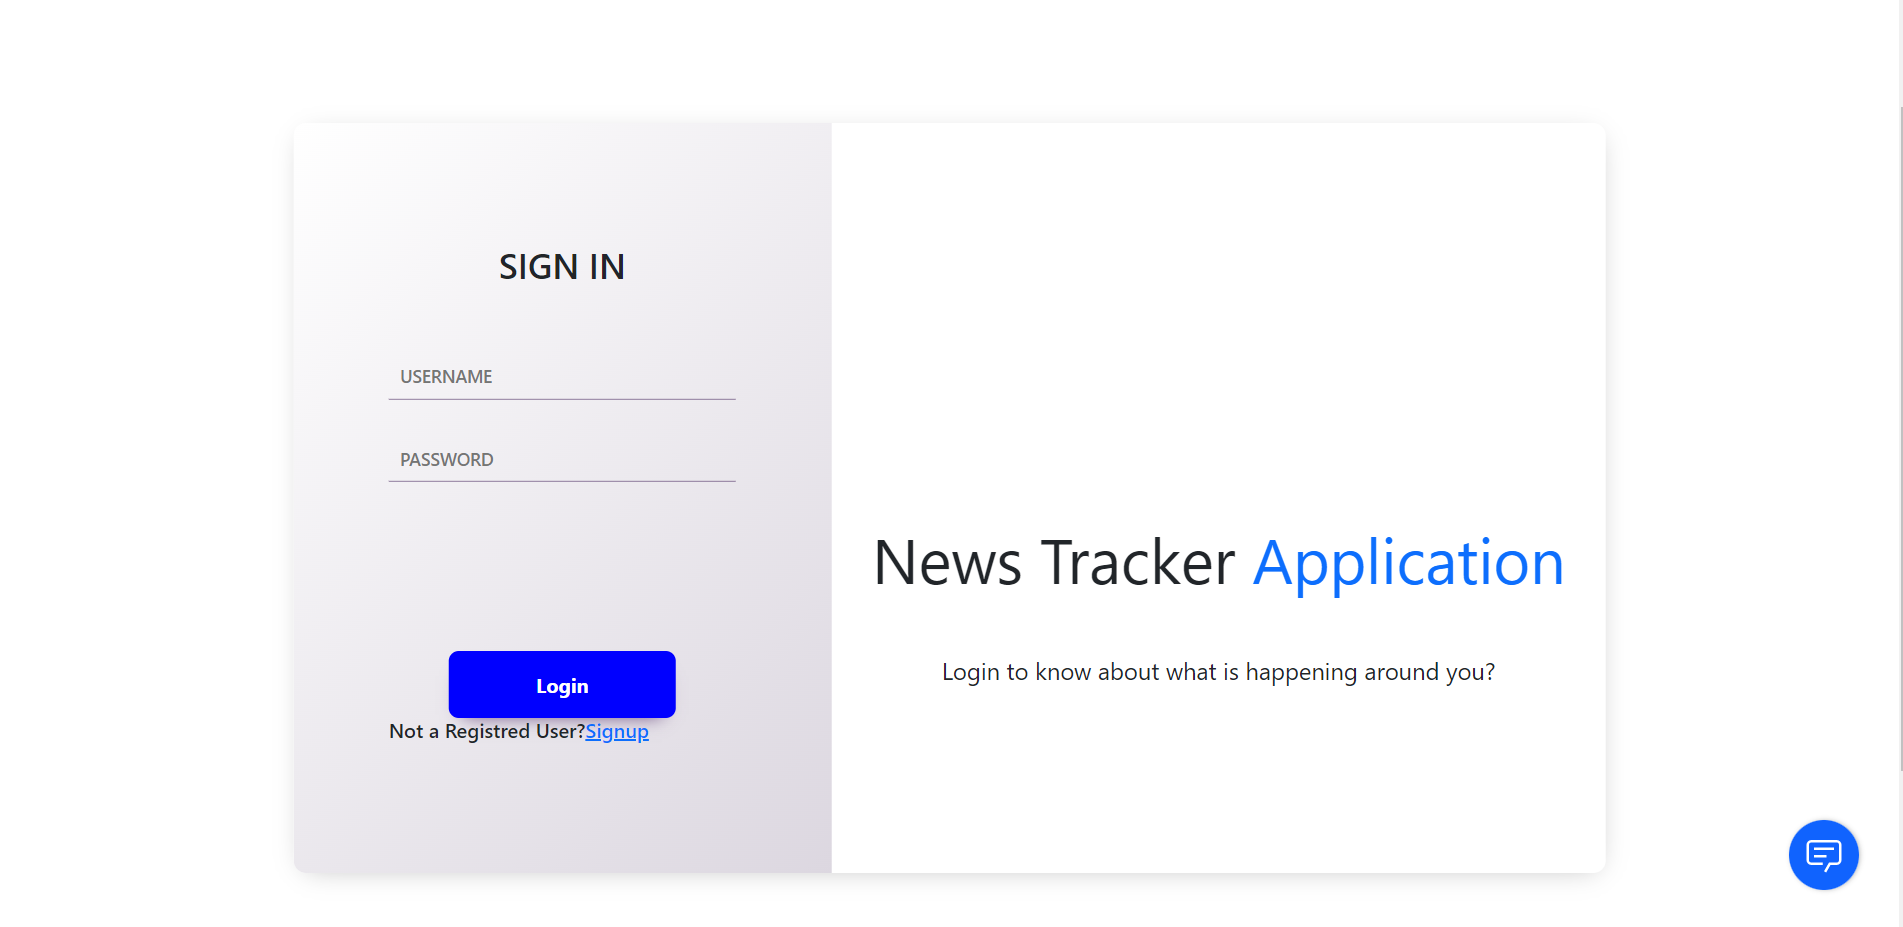 SIGN IN
USERNAME
PASSWORD
Login
Not a Registred User?Signup
News Tracker Application
Login to know about what is happening around you?